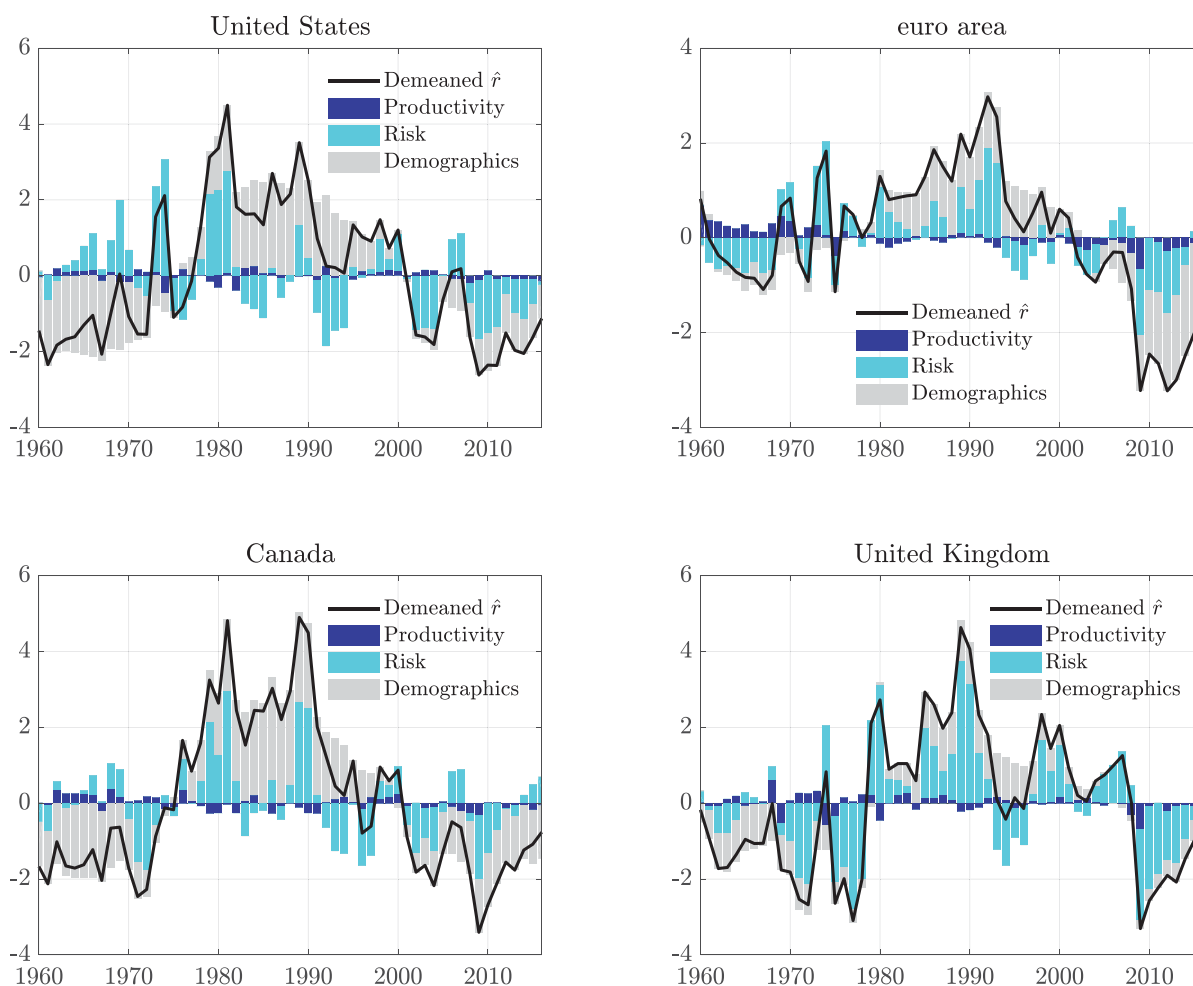 United States
6
4
2
0
-2
-4
Demeaned r̂
Productivity
Risk
Demographics
1960 1970 1980 1990 2000 2010
euro area
4
2
0
-2
-4
Demeaned r̂
Productivity
Risk
Demographics
1960 1970 1980 1990 2000 2010
Canada
6
4
2
0
-2
-4
Demeaned r̂
Productivity
Risk
Demographics
1960 1970 1980 1990 2000 2010
United Kingdom
6
4
2
0
-2
-4
Demeaned r̂
Productivity
Risk
Demographics
1960 1970 1980 1990 2000 2010